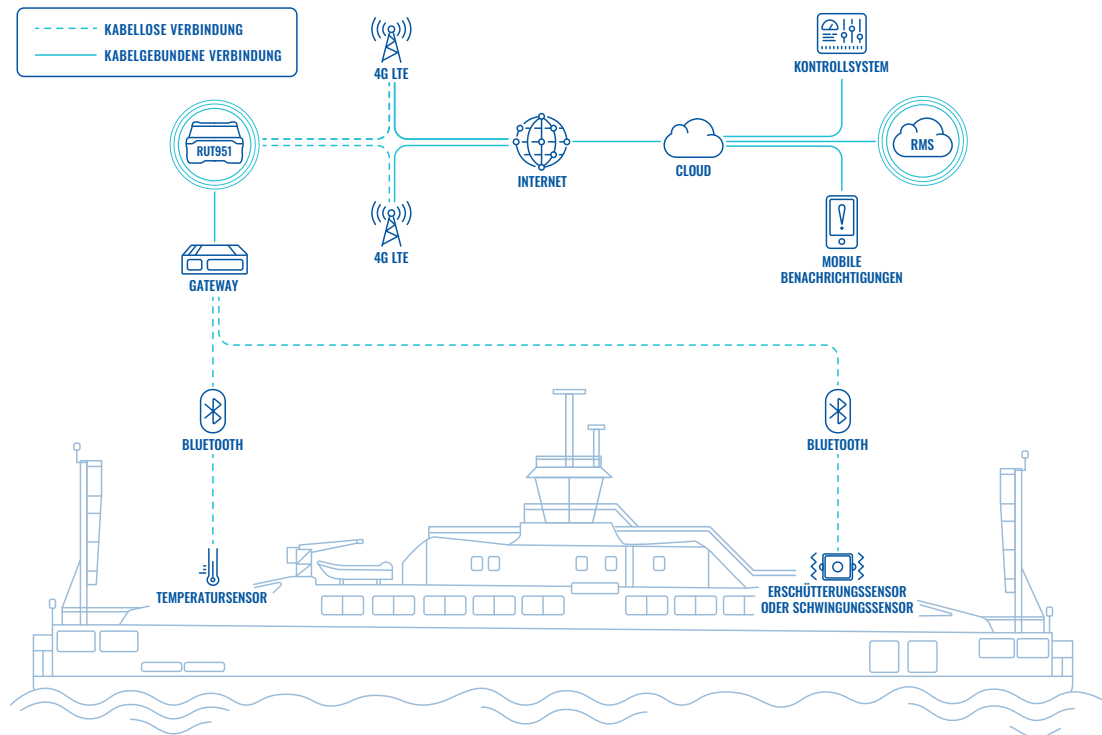 KABELLOSE VERBINDUNG
KABELGEBUNDENE VERBINDUNG
4G LTE
KONTROLLSYSTEM
RUT951
RMS
INTERNET
CLOUD
4G LTE
MOBILE
BENACHRICHTIGUNGEN
GATEWAY
BLUETOOTH
BLUETOOTH
TEMPERATURSENSOR
ERSCHÜTTERUNGSSENSOR
ODER SCHWINGUNGSSENSOR